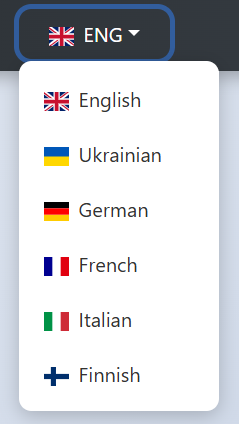 ENG
English
Ukrainian
German
French
Italian
Finnish